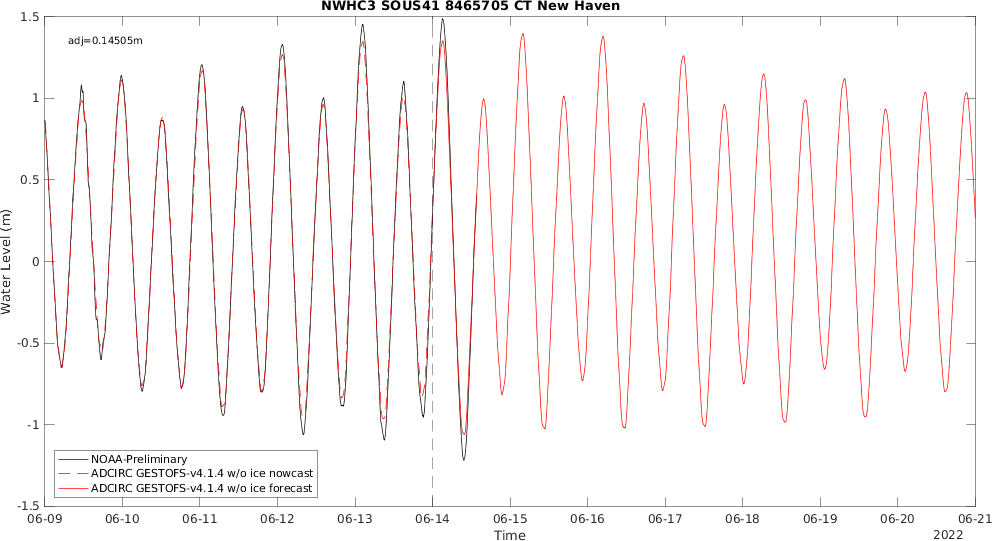 NWHC3 SOUS41 8465705 CT New Haven
adj=0.14505m
1.5
1
0.5
0
-0.5
-1
-1.5
Water Level (m)
NOAA-Preliminary
ADCIRC GESTOFS-v4.1.4 w/o ice nowcast
ADCIRC GESTOFS-v4.1.4 w/o ice forecast
06-09 06-10 06-11 06-12 06-13 06-14 06-15 06-16 06-17 06-18 06-19 06-20 06-21
Time
2022